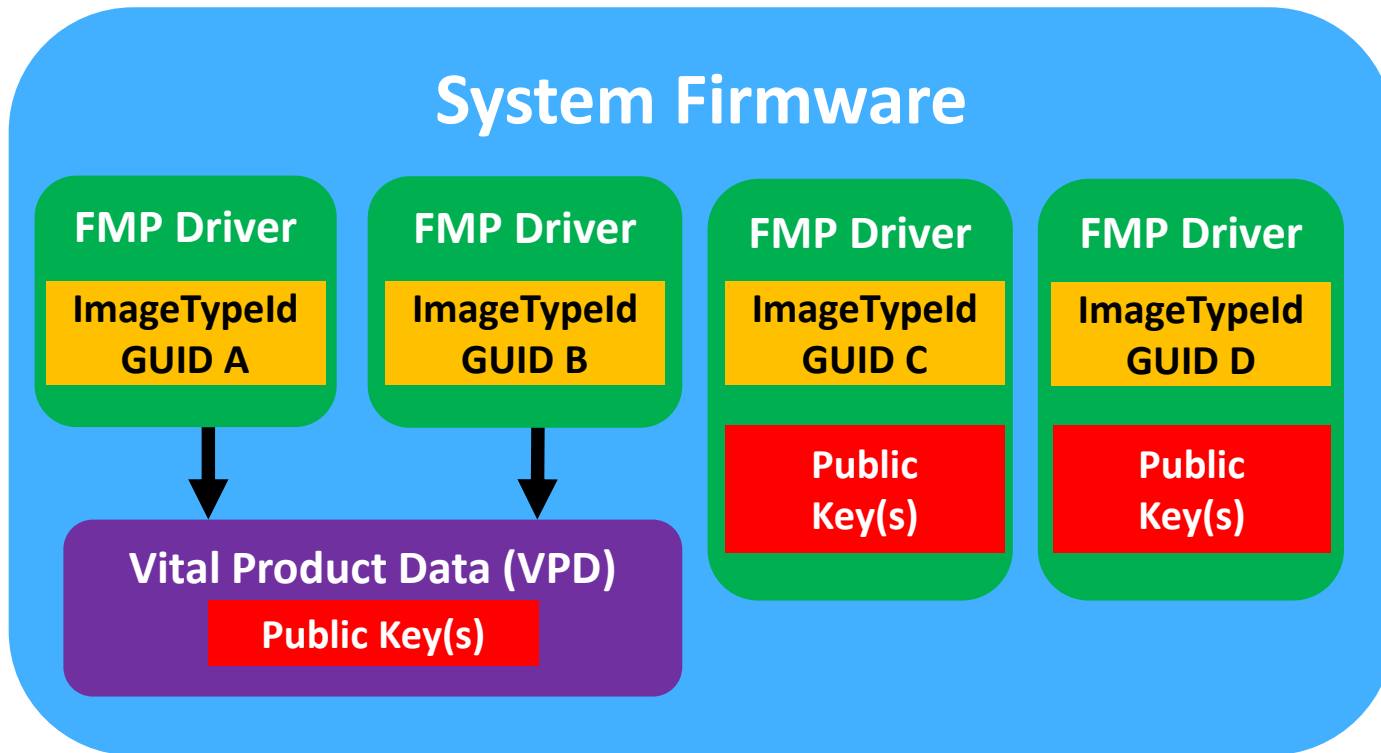 System Firmware
FMP Driver
ImageTypeId
GUID A
FMP Driver
ImageTypeId
GUID B
FMP Driver
ImageTypeId
GUID C
Public
Key(s)
FMP Driver
ImageTypeId
GUID D
Public
Key(s)
Vital Product Data (VPD)
Public Key(s)